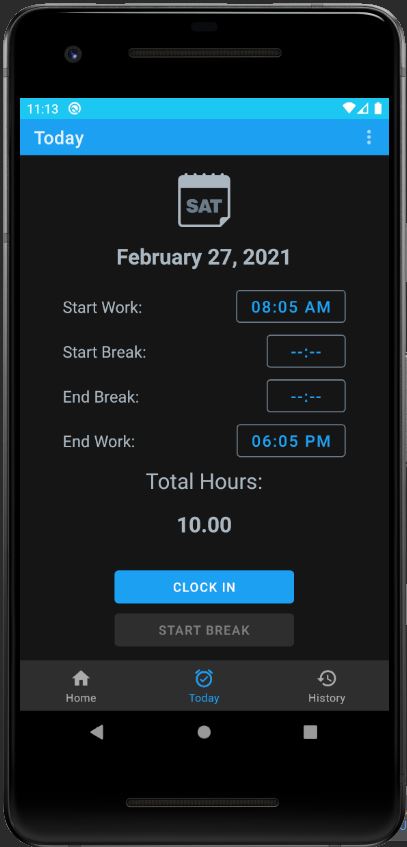 11:13
Today
SAT
February 27, 2021
Start Work: 08:05 AM
Start Break: --:--
End Break: --:--
End Work: 06:05 PM
Total Hours:
10.00
CLOCK IN
START BREAK
Home Today History